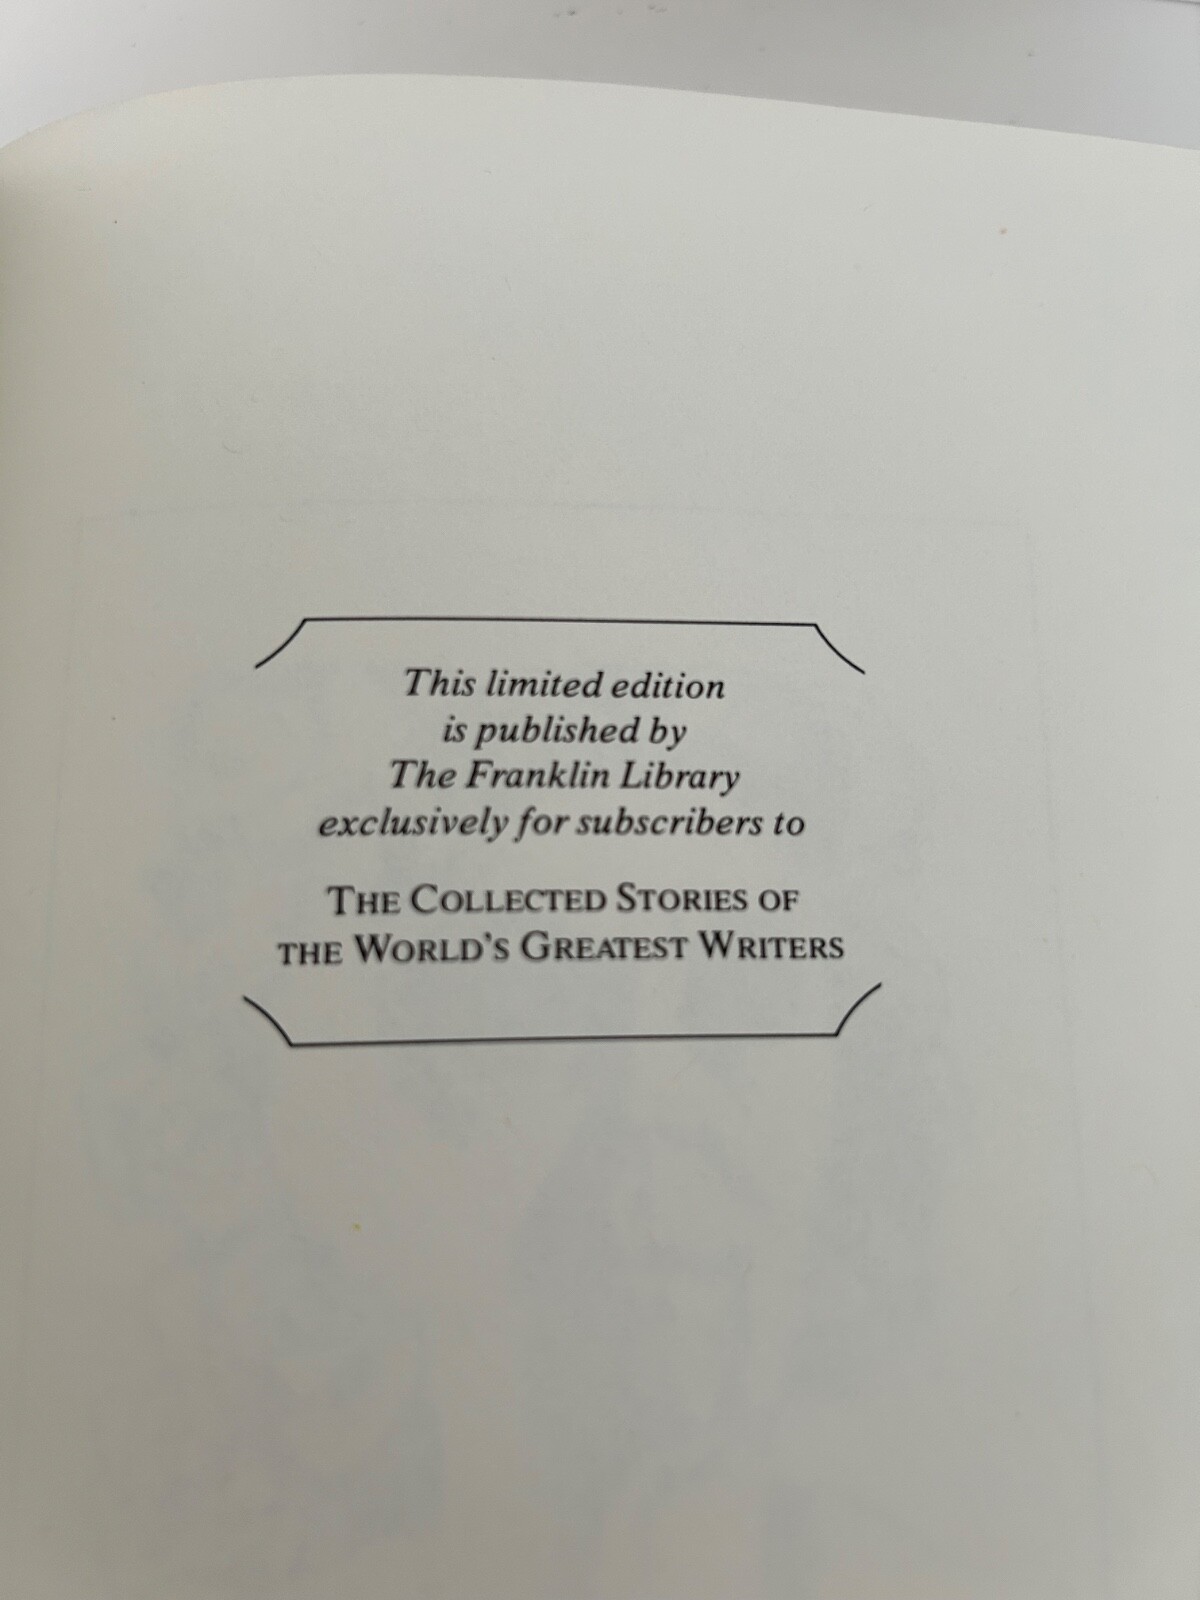 This limited edition
is published by
The Franklin Library
exclusively for subscribers to
THE COLLECTED STORIES OF
THE WORLD'S GREATEST WRITERS